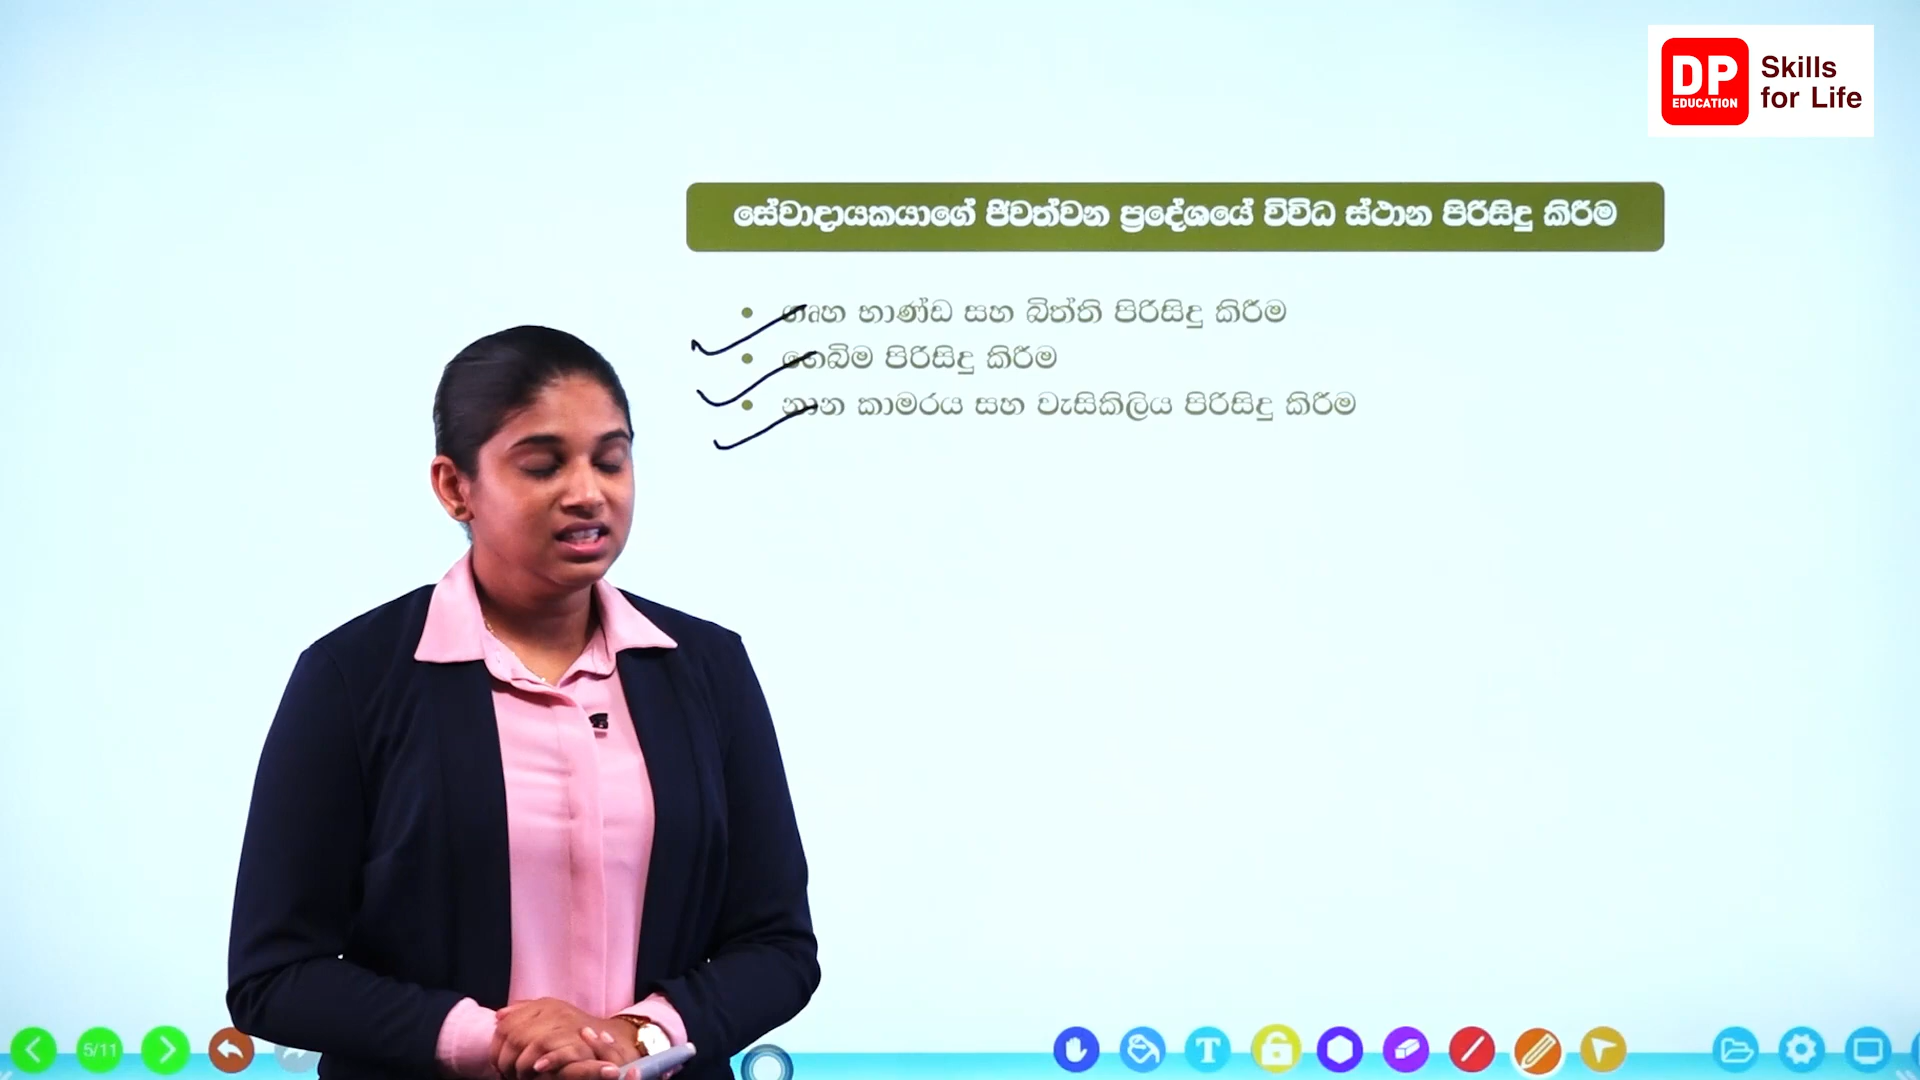 DP
EDUCATION
Skills
for Life
සේවාදායකයාගේ ජීවත්වන ප්‍රදේශයේ විවිධ ස්ථාන පිරිසිදු කිරීම
• ගෘහ භාණ්ඩ සහ බිත්ති පිරිසිදු කිරීම
• ගෙබිම පිරිසිදු කිරීම
• නාන කාමරය සහ වැසිකිලිය පිරිසිදු කිරීම
5/11
T